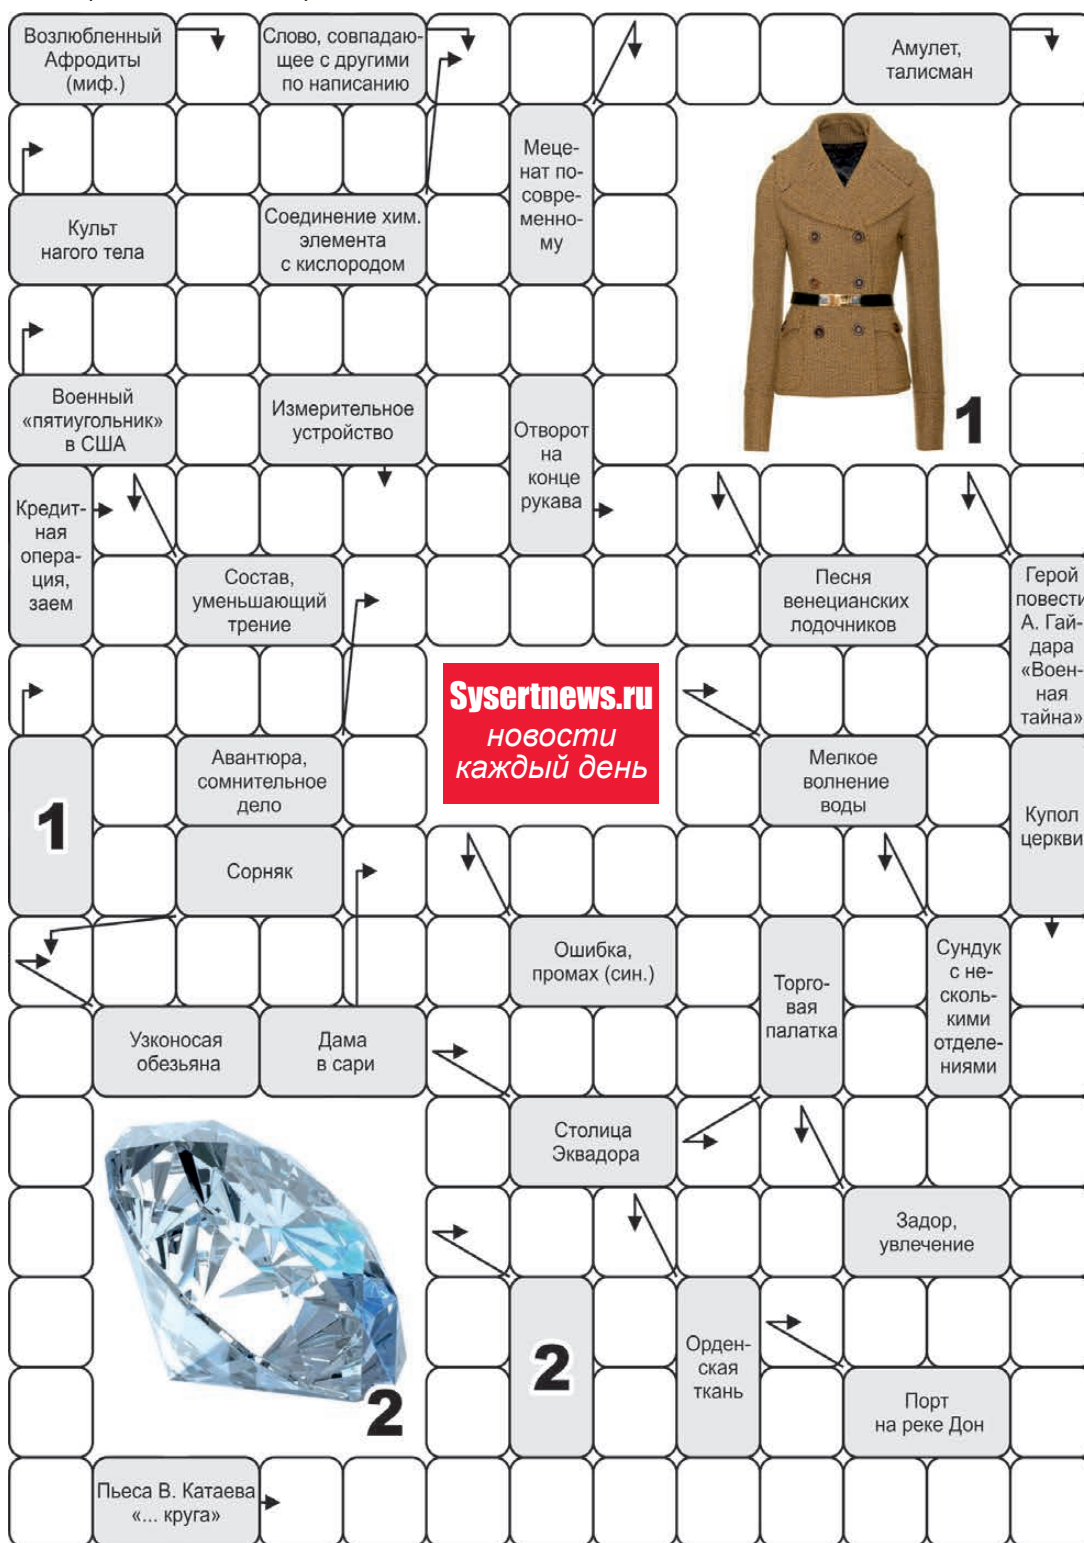 Возлюбленный
Афродиты
(миф.)
Слово, совпадаю-
щее с другими
по написанию
Амулет,
талисман
Меце-
нат по-
совре-
менно-
му
Культ
нагого тела
Соединение хим.
элемента
с кислородом
Военный
«пятиугольник»
в США
Измерительное
устройство
Отворот
на
конце
рукава
1
Кредит-
ная
опера-
ция,
заем
Состав,
уменьшающий
трение
Песня
венецианских
лодочников
Герой
повести
А. Гай-
дара
«Воен-
ная
тайна»
Sysertnews.ru
новости
каждый день
1
Авантюра,
сомнительное
дело
Мелкое
волнение
воды
Купол
церкви
Сорняк
Ошибка,
промах (син.)
Торго-
вая
палатка
Сундук
с не-
сколь-
кими
отделе-
ниями
Узконосая
обезьяна
Дама
в сари
Столица
Эквадора
Задор,
увлечение
2
2
Орден-
ская
ткань
Порт
на реке Дон
Пьеса В. Катаева
«... круга»